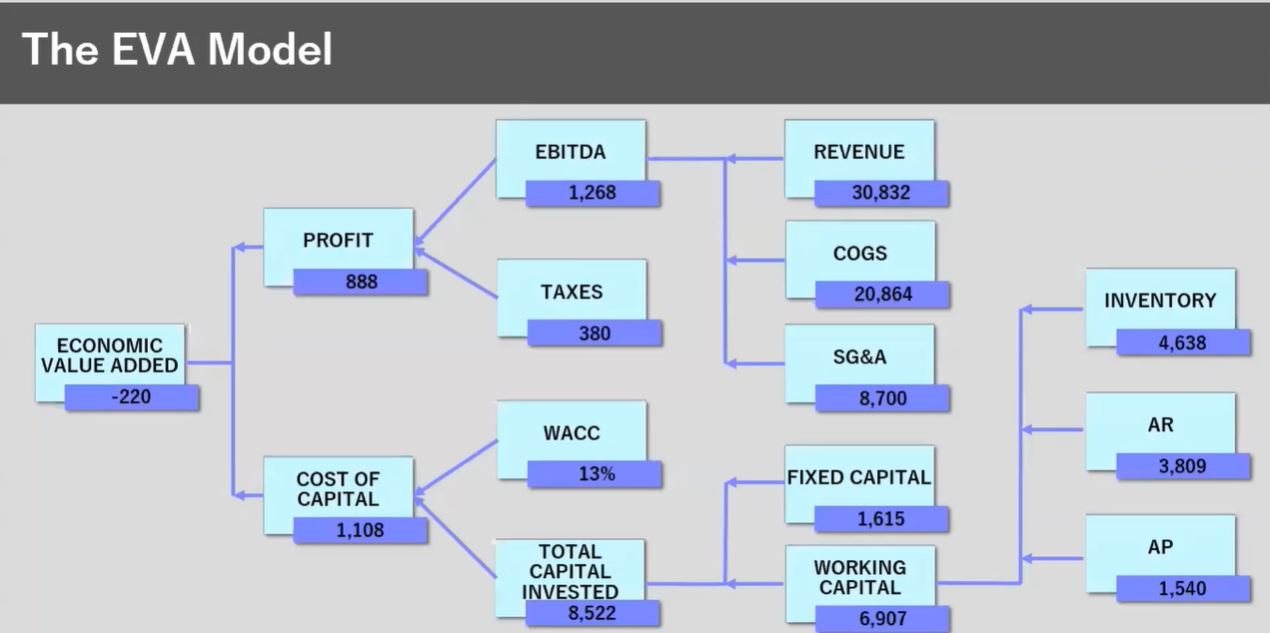 The EVA Model
EBITDA
1,268
REVENUE
30,832
PROFIT
888
COGS
20,864
TAXES
380
INVENTORY
4,638
ECONOMIC
VALUE ADDED
-220
SG&A
8,700
WACC
13%
AR
3,809
COST OF
CAPITAL
1,108
FIXED CAPITAL
1,615
TOTAL
CAPITAL
INVESTED
8,522
WORKING
CAPITAL
6,907
AP
1,540